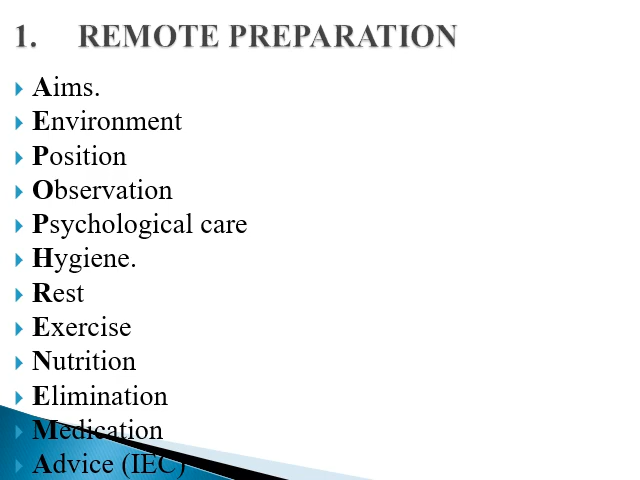 1. REMOTE PREPARATION
Aims.
Environment
Position
Observation
Psychological care
Hygiene.
Rest
Exercise
Nutrition
Elimination
Medication
Advice (IEC)